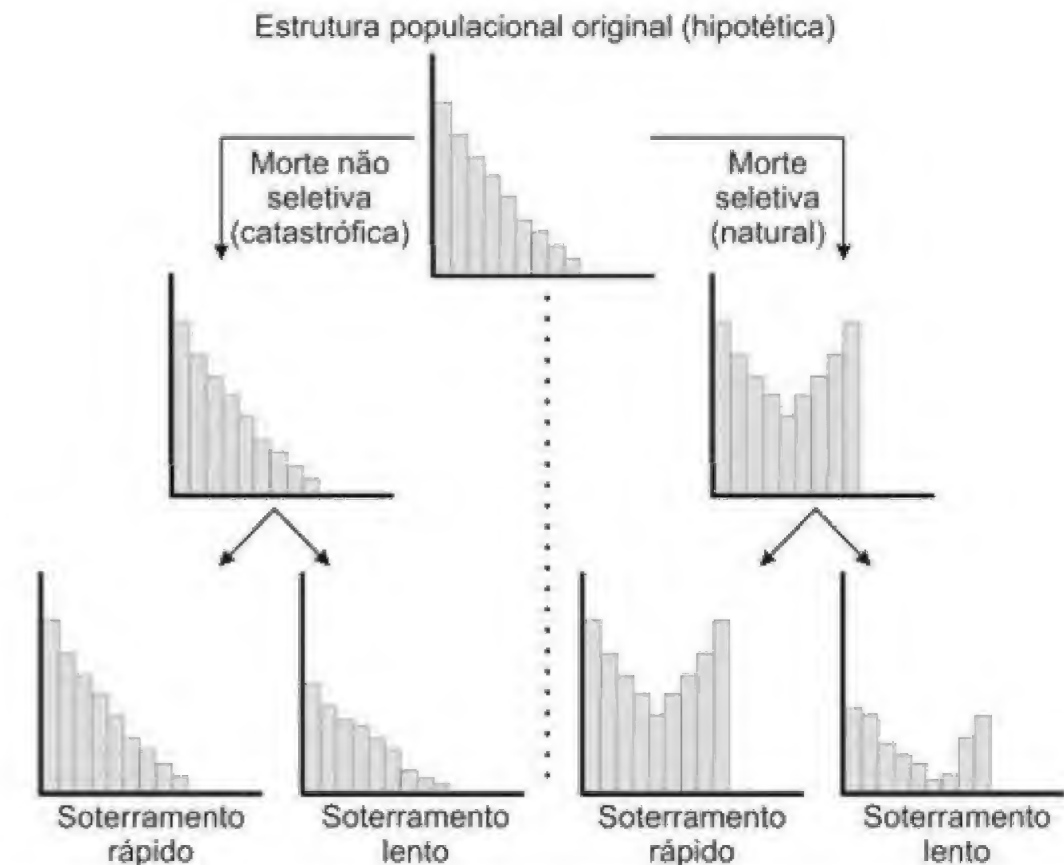 Estrutura populacional original (hipotética)
Morte não
seletiva
(catastrófica)
Morte
seletiva
(natural)
Soterramento
rápido
Soterramento
lento
Soterramento
rápido
Soterramento
lento